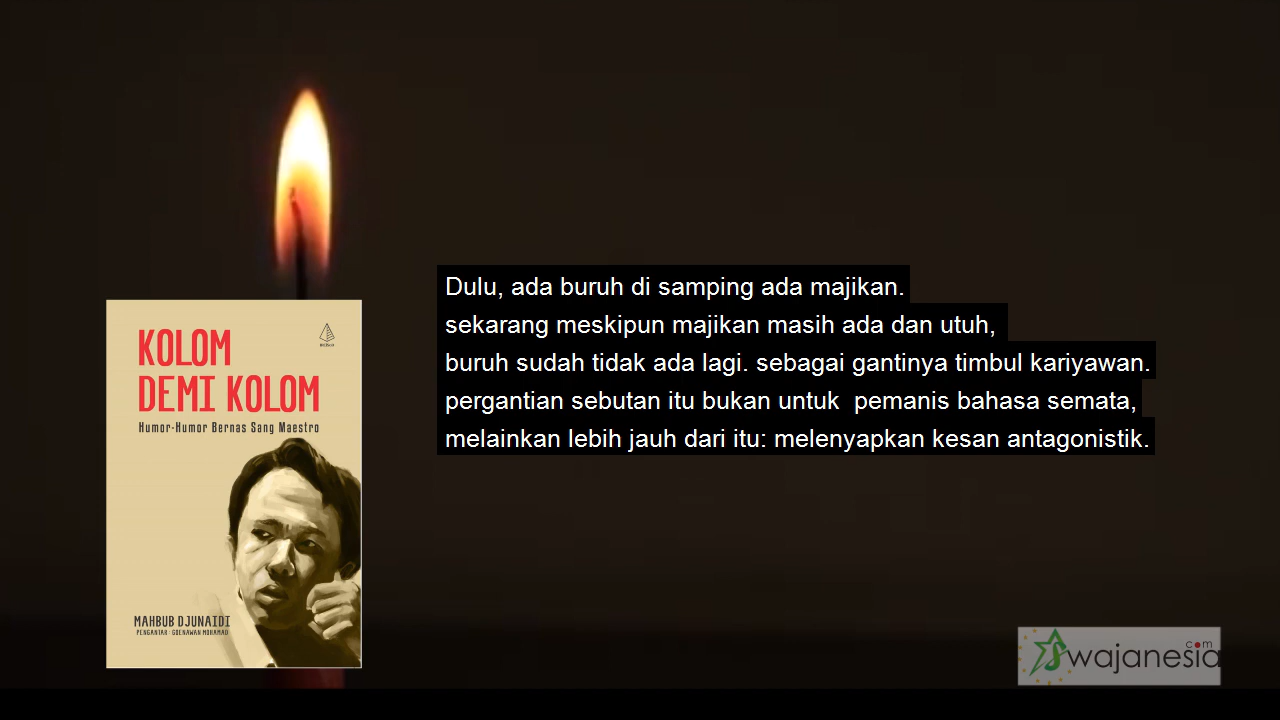 KOLOM
DEMI KOLOM
Humor-Humor Bernas Sang Maestro
MAHBUB DJUNAIDI
PENGANTAR : GOENAWAN MOHAMAD
Dulu, ada buruh di samping ada majikan.
sekarang meskipun majikan masih ada dan utuh,
buruh sudah tidak ada lagi. sebagai gantinya timbul kariyawan.
pergantian sebutan itu bukan untuk  pemanis bahasa semata,
melainkan lebih jauh dari itu: melenyapkan kesan antagonistik.
Swajanesia
com